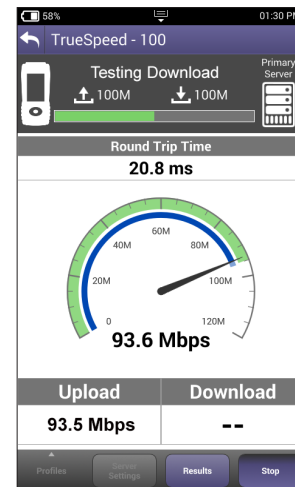 58%
01:30 PM
TrueSpeed - 100
Testing Download
100M 100M
Primary
Server
Round Trip Time
20.8 ms
60M
40M 80M
20M 100M
0 120M
93.6 Mbps
Upload Download
93.5 Mbps --
Profiles
Server
Settings
Results
Stop